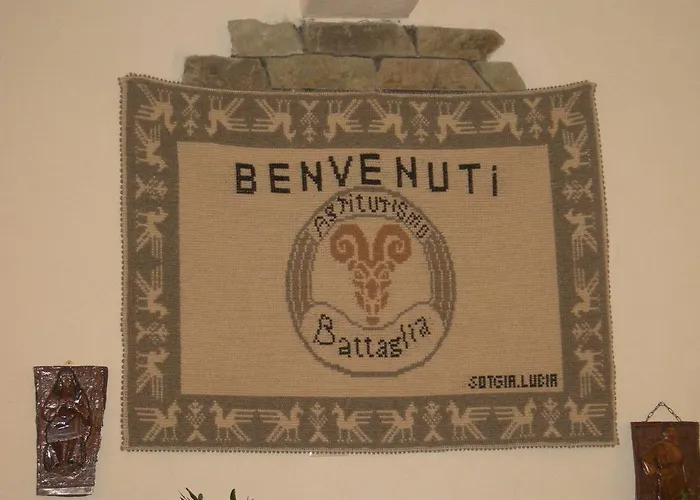 BENVENUTi
Agriturismo
Battaglia
SOTGIA.LUCIA